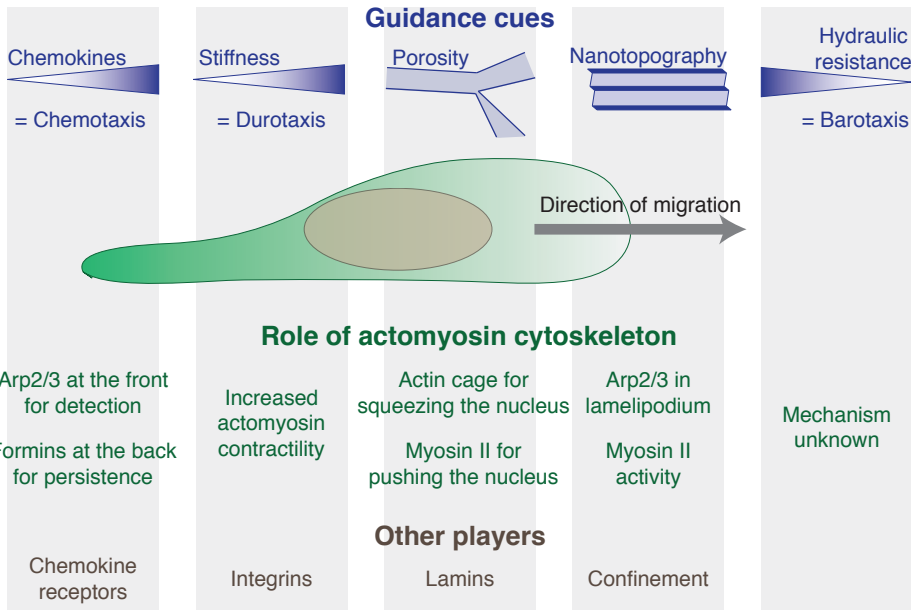 Guidance cues
Chemokines
= Chemotaxis
Stiffness
= Durotaxis
Porosity
Nanotopography
Hydraulic
resistance
= Barotaxis
Direction of migration
Role of actomyosin cytoskeleton
Arp2/3 at the front
for detection
Formins at the back
for persistence
Increased
actomyosin
contractility
Actin cage for
squeezing the nucleus
Myosin II for
pushing the nucleus
Arp2/3 in
lamelipodium
Myosin II
activity
Mechanism
unknown
Other players
Chemokine
receptors
Integrins
Lamins
Confinement